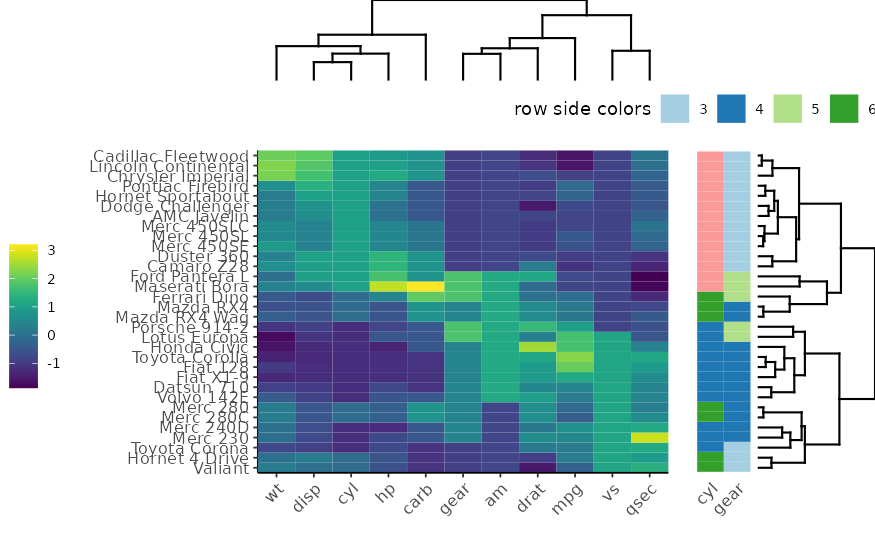 row side colors 3 4 5 6
Cadillac Fleetwood
Lincoln Continental
Chrysler Imperial
Pontiac Firebird
Hornet Sportabout
Dodge Challenger
AMC Javelin
Merc 450SLC
Merc 450SL
Merc 450SE
Duster 360
Camaro Z28
Ford Pantera L
Maserati Bora
Ferrari Dino
Mazda RX4
Mazda RX4 Wag
Porsche 914-2
Lotus Europa
Honda Civic
Toyota Corolla
Fiat 128
Fiat X1-9
Datsun 710
Volvo 142E
Merc 280
Merc 280C
Merc 240D
Merc 230
Toyota Corona
Hornet 4 Drive
Valiant
3
2
1
0
-1
wt disp cyl hp carb gear am drat mpg vs qsec
cyl gear